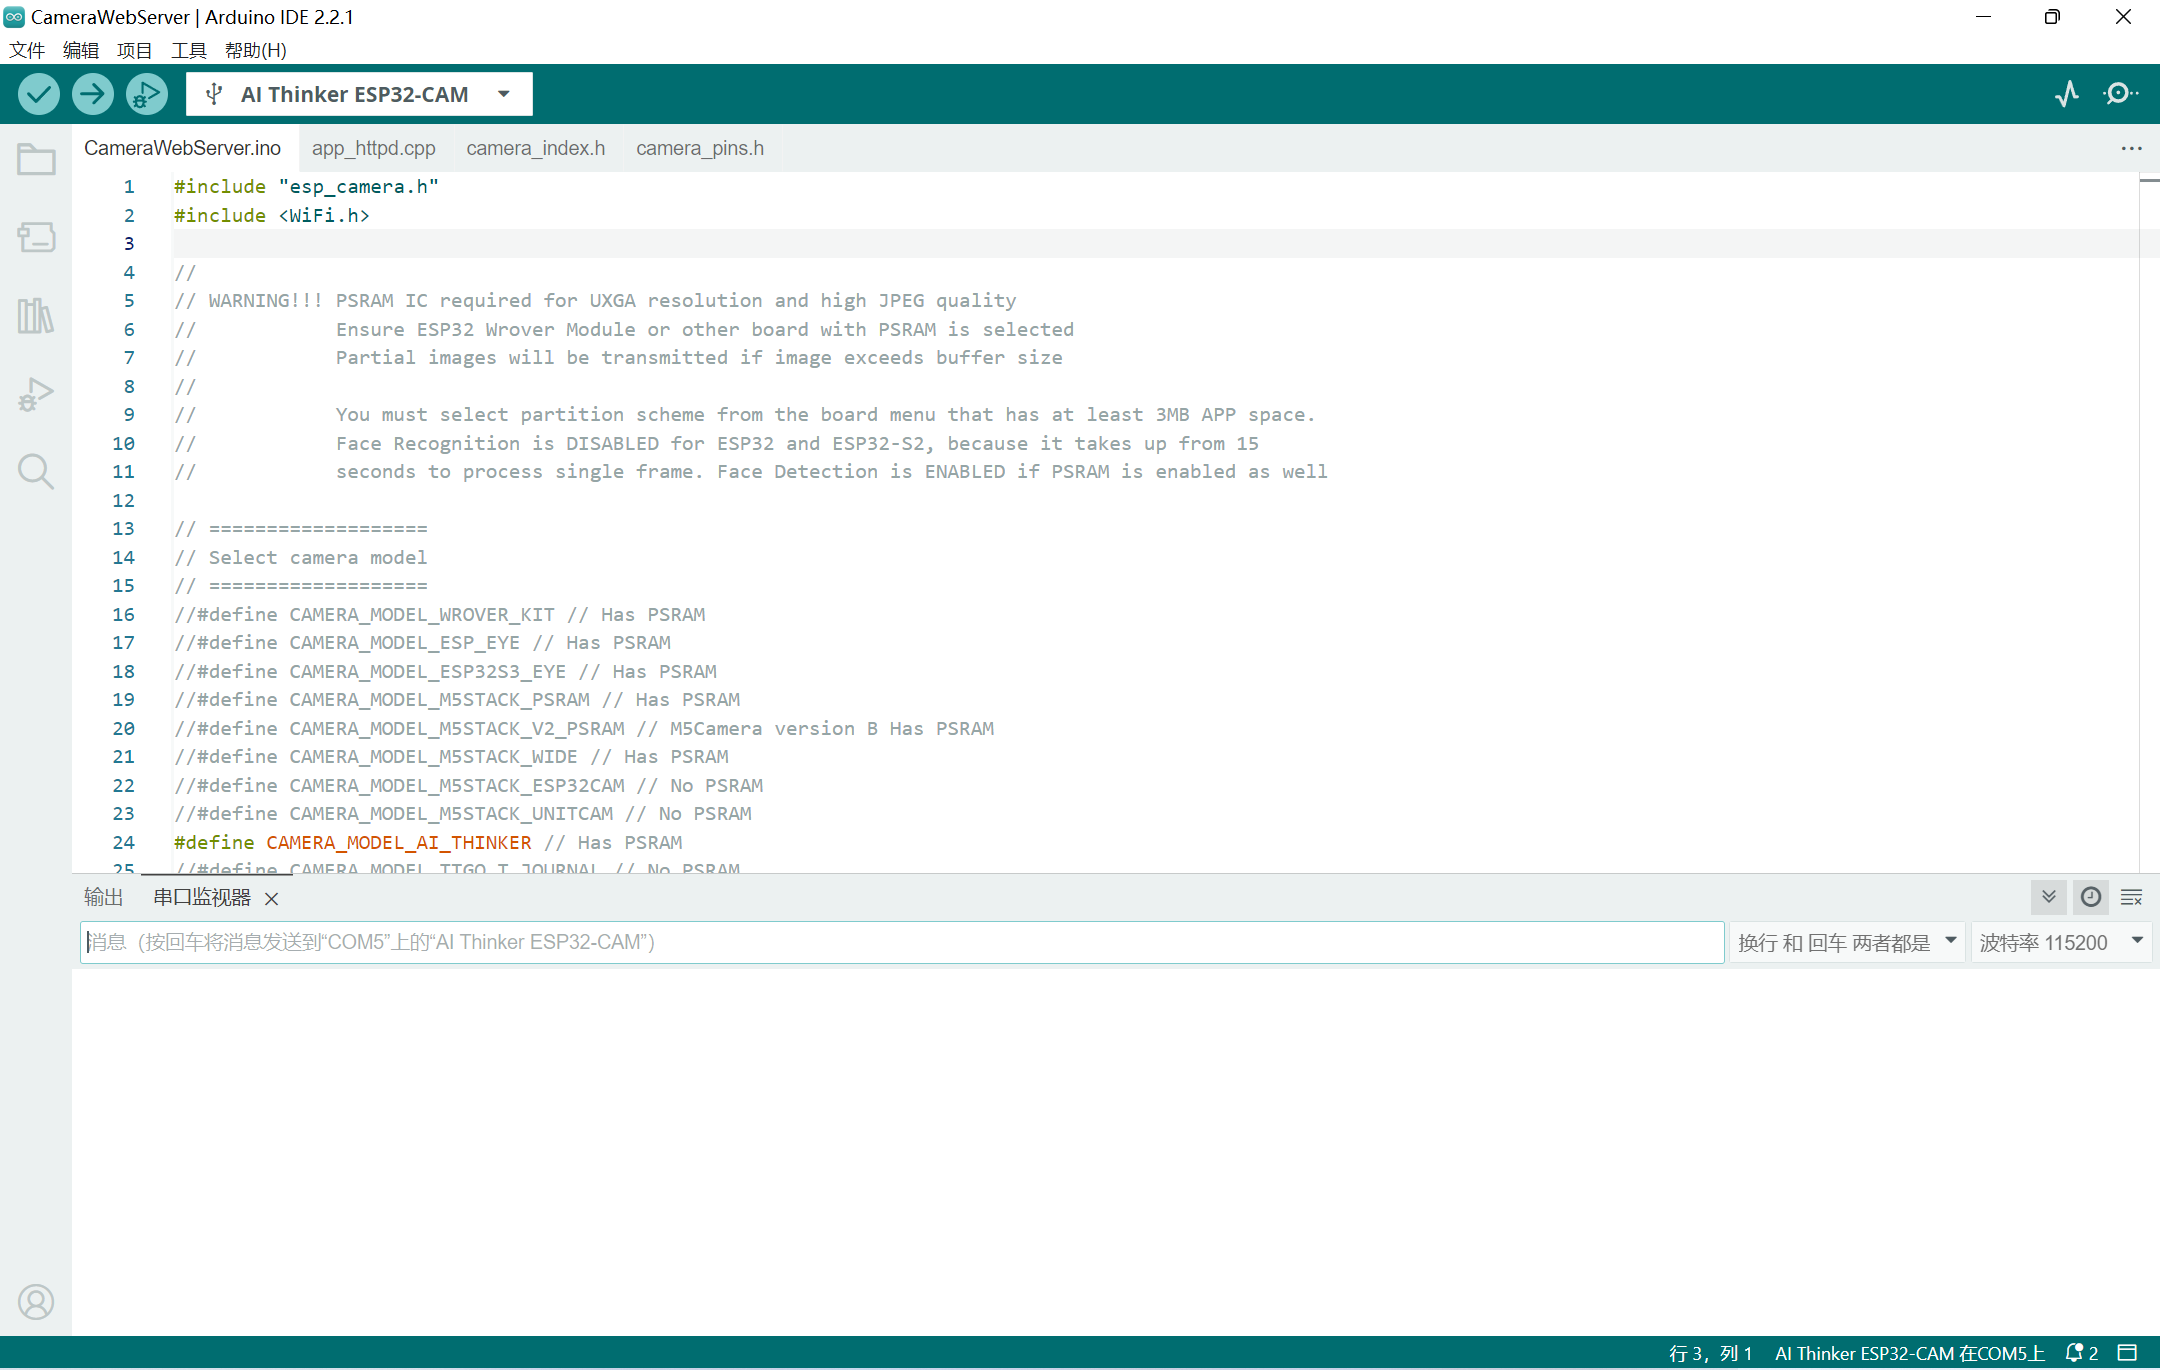 CameraWebServer | Arduino IDE 2.2.1
文件 编辑 项目 工具 帮助(H)
AI Thinker ESP32-CAM
CameraWebServer.ino app_httpd.cpp camera_index.h camera_pins.h ...
1 #include "esp_camera.h"
2 #include <WiFi.h>
3
4 //
5 // WARNING!!! PSRAM IC required for UXGA resolution and high JPEG quality
6 // Ensure ESP32 Wrover Module or other board with PSRAM is selected
7 // Partial images will be transmitted if image exceeds buffer size
8 //
9 // You must select partition scheme from the board menu that has at least 3MB APP space.
10 // Face Recognition is DISABLED for ESP32 and ESP32-S2, because it takes up from 15
11 // seconds to process single frame. Face Detection is ENABLED if PSRAM is enabled as well
12
13 // ===================
14 // Select camera model
15 // ===================
16 //#define CAMERA_MODEL_WROVER_KIT // Has PSRAM
17 //#define CAMERA_MODEL_ESP_EYE // Has PSRAM
18 //#define CAMERA_MODEL_ESP32S3_EYE // Has PSRAM
19 //#define CAMERA_MODEL_M5STACK_PSRAM // Has PSRAM
20 //#define CAMERA_MODEL_M5STACK_V2_PSRAM // M5Camera version B Has PSRAM
21 //#define CAMERA_MODEL_M5STACK_WIDE // Has PSRAM
22 //#define CAMERA_MODEL_M5STACK_ESP32CAM // No PSRAM
23 //#define CAMERA_MODEL_M5STACK_UNITCAM // No PSRAM
24 #define CAMERA_MODEL_AI_THINKER // Has PSRAM
25 //#define CAMERA_MODEL_TTGO_T_JOURNAL // No PSRAM
输出 串口监视器
消息（按回车将消息发送到“COM5”上的“AI Thinker ESP32-CAM”） 换行 和 回车 两者都是 波特率 115200
行 3，列 1 AI Thinker ESP32-CAM 在COM5上 2